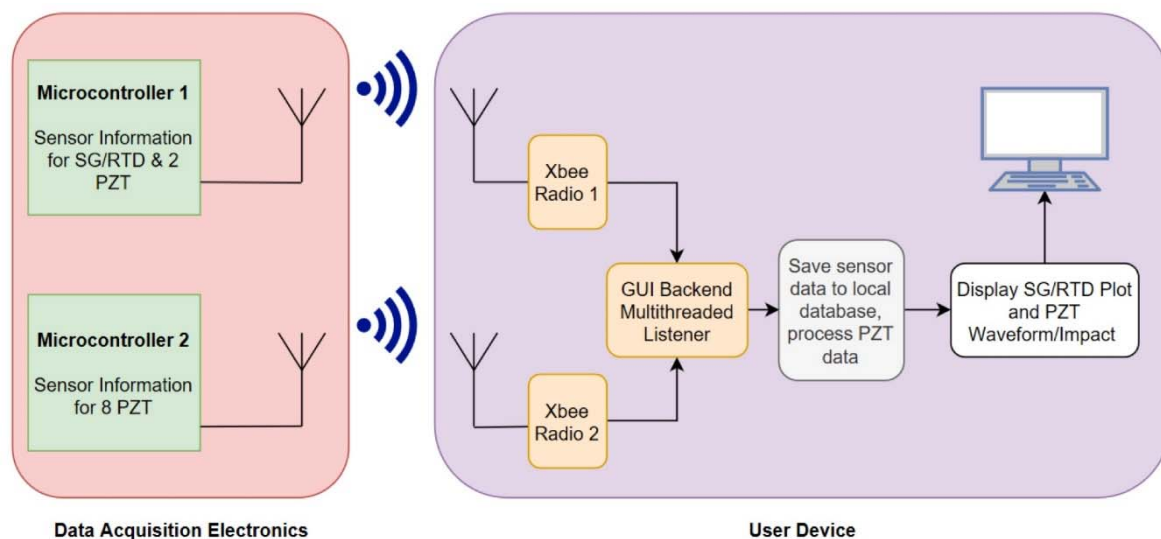 Microcontroller 1
Sensor Information
for SG/RTD & 2
PZT
Microcontroller 2
Sensor Information
for 8 PZT
Data Acquisition Electronics
Xbee
Radio 1
Xbee
Radio 2
GUI Backend
Multithreaded
Listener
Save sensor
data to local
database,
process PZT
data
Display SG/RTD Plot
and PZT
Waveform/Impact
User Device